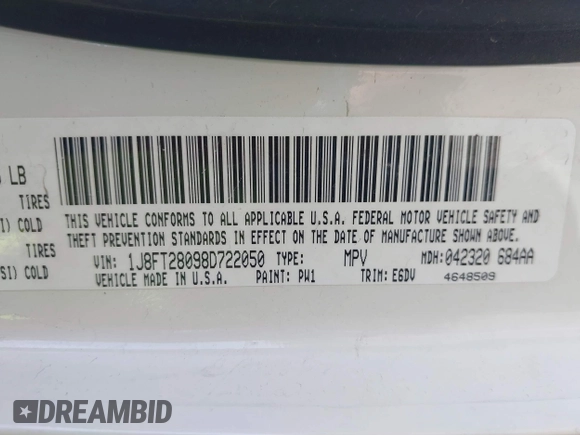 LB
TIRES
COLD
TIRES
SI) COLD
THIS VEHICLE CONFORMS TO ALL APPLICABLE U.S.A. FEDERAL MOTOR VEHICLE SAFETY AND
THEFT PREVENTION STANDARDS IN EFFECT ON THE DATE OF MANUFACTURE SHOWN ABOVE.
VIN: 1J8FT28098D722050 TYPE: MPV MDH: 042320 684AA
VEHICLE MADE IN U.S.A. PAINT: PW1 TRIM: E6DV 4648509
DREAMBID